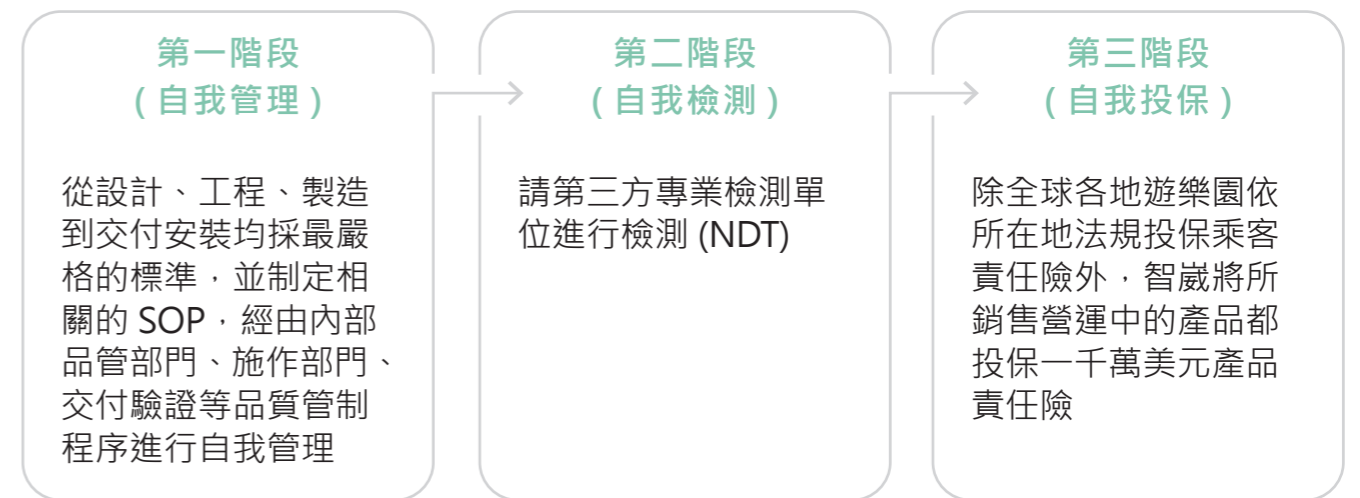 第一階段
(自我管理)
從設計、工程、製造
到交付安裝均採最嚴
格的標準，並制定相
關的 SOP，經由內部
品管部門、施作部門、
交付驗證等品質管制
程序進行自我管理
第二階段
(自我檢測)
請第三方專業檢測單
位進行檢測 (NDT)
第三階段
(自我投保)
除全球各地遊樂園依
所在地法規投保乘客
責任險外，智崴將所
銷售營運中的產品都
投保一千萬美元產品
責任險